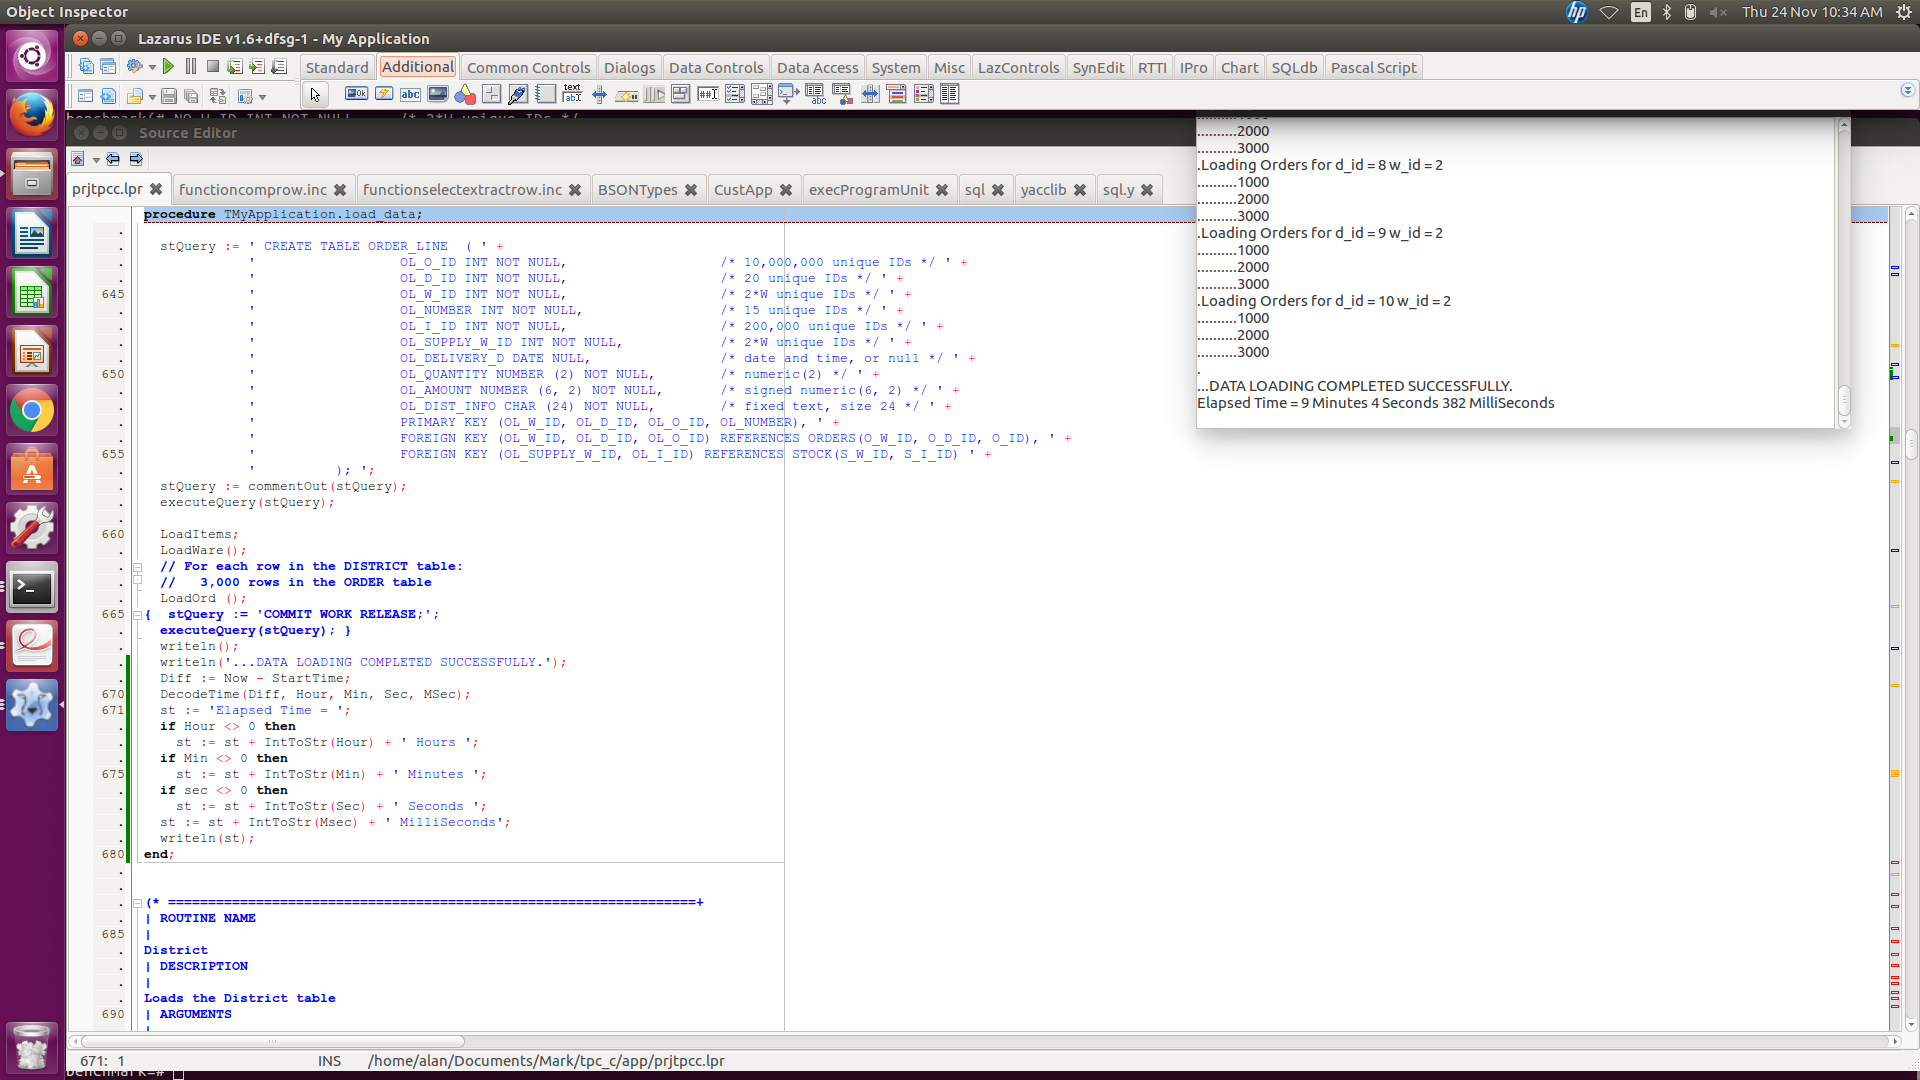 Object Inspector
En
Thu 24 Nov 10:34 AM
Lazarus IDE v1.6+dfsg-1 - My Application
Standard Additional Common Controls Dialogs Data Controls Data Access System Misc LazControls SynEdit RTTI IPro Chart SQLdb Pascal Script
Source Editor
prjtpcc.lpr functioncomprow.inc functionselectextractrow.inc BSONTypes CustApp execProgramUnit sql yacclib sql.y
procedure TMyApplication.load_data;
stQuery := ' CREATE TABLE ORDER_LINE  ( ' +
' OL_O_ID INT NOT NULL, /* 10,000,000 unique IDs */ ' +
' OL_D_ID INT NOT NULL, /* 20 unique IDs */ ' +
645 ' OL_W_ID INT NOT NULL, /* 2*W unique IDs */ ' +
' OL_NUMBER INT NOT NULL, /* 15 unique IDs */ ' +
' OL_I_ID INT NOT NULL, /* 200,000 unique IDs */ ' +
' OL_SUPPLY_W_ID INT NOT NULL, /* 2*W unique IDs */ ' +
' OL_DELIVERY_D DATE NULL, /* date and time, or null */ ' +
650 ' OL_QUANTITY NUMBER (2) NOT NULL, /* numeric(2) */ ' +
' OL_AMOUNT NUMBER (6, 2) NOT NULL, /* signed numeric(6, 2) */ ' +
' OL_DIST_INFO CHAR (24) NOT NULL, /* fixed text, size 24 */ ' +
' PRIMARY KEY (OL_W_ID, OL_D_ID, OL_O_ID, OL_NUMBER), ' +
' FOREIGN KEY (OL_W_ID, OL_D_ID, OL_O_ID) REFERENCES ORDERS(O_W_ID, O_D_ID, O_ID), ' +
655 ' FOREIGN KEY (OL_SUPPLY_W_ID, OL_I_ID) REFERENCES STOCK(S_W_ID, S_I_ID) ' +
' ); ';
stQuery := commentOut(stQuery);
executeQuery(stQuery);
660 LoadItems;
LoadWare();
// For each row in the DISTRICT table:
//   3,000 rows in the ORDER table
LoadOrd ();
665 {  stQuery := 'COMMIT WORK RELEASE;';
executeQuery(stQuery); }
writeln();
writeln('...DATA LOADING COMPLETED SUCCESSFULLY.');
Diff := Now - StartTime;
670 DecodeTime(Diff, Hour, Min, Sec, MSec);
671 st := 'Elapsed Time = ';
if Hour <> 0 then
st := st + IntToStr(Hour) + ' Hours ';
if Min <> 0 then
675 st := st + IntToStr(Min) + ' Minutes ';
if sec <> 0 then
st := st + IntToStr(Sec) + ' Seconds ';
st := st + IntToStr(Msec) + ' MilliSeconds';
writeln(st);
680 end;
(* ==================================================================+
| ROUTINE NAME
685 |
District
| DESCRIPTION
|
Loads the District table
690 | ARGUMENTS
..........2000
..........3000
.Loading Orders for d_id = 8 w_id = 2
..........1000
..........2000
..........3000
.Loading Orders for d_id = 9 w_id = 2
..........1000
..........2000
..........3000
.Loading Orders for d_id = 10 w_id = 2
..........1000
..........2000
..........3000
.
...DATA LOADING COMPLETED SUCCESSFULLY.
Elapsed Time = 9 Minutes 4 Seconds 382 MilliSeconds
671: 1 INS /home/alan/Documents/Mark/tpc_c/app/prjtpcc.lpr